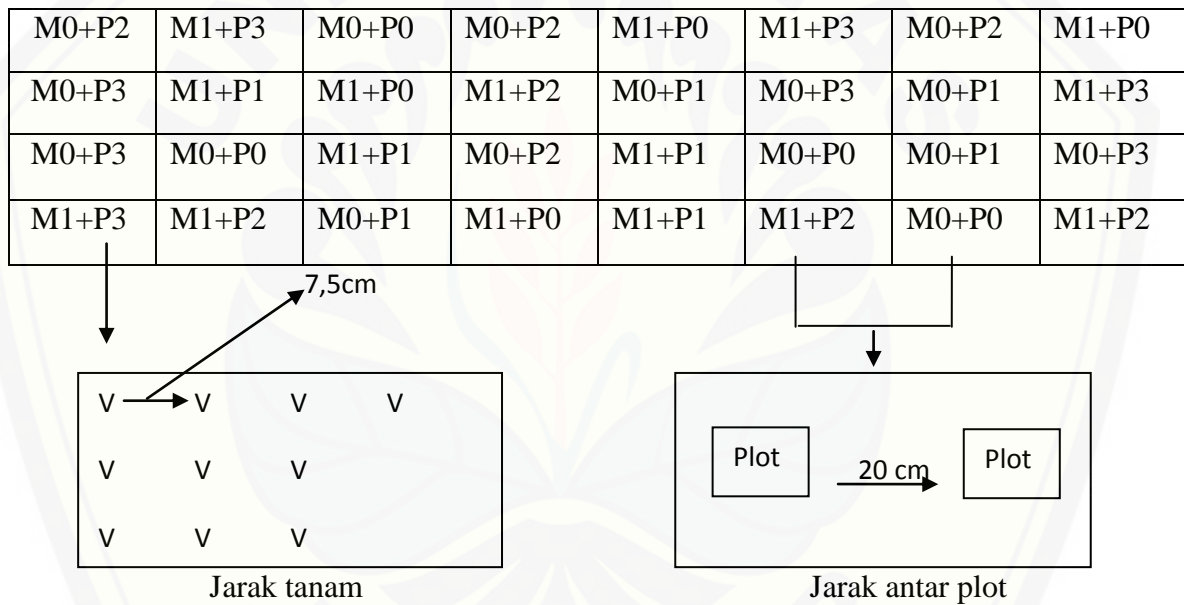 M0+P2 M1+P3 M0+P0 M0+P2 M1+P0 M1+P3 M0+P2 M1+P0
M0+P3 M1+P1 M1+P0 M1+P2 M0+P1 M0+P3 M0+P1 M1+P3
M0+P3 M0+P0 M1+P1 M0+P2 M1+P1 M0+P0 M0+P1 M0+P3
M1+P3 M1+P2 M0+P1 M1+P0 M1+P1 M1+P2 M0+P0 M1+P2
7,5cm
V V V V
V V V
V V V
Jarak tanam
Plot 20 cm Plot
Jarak antar plot